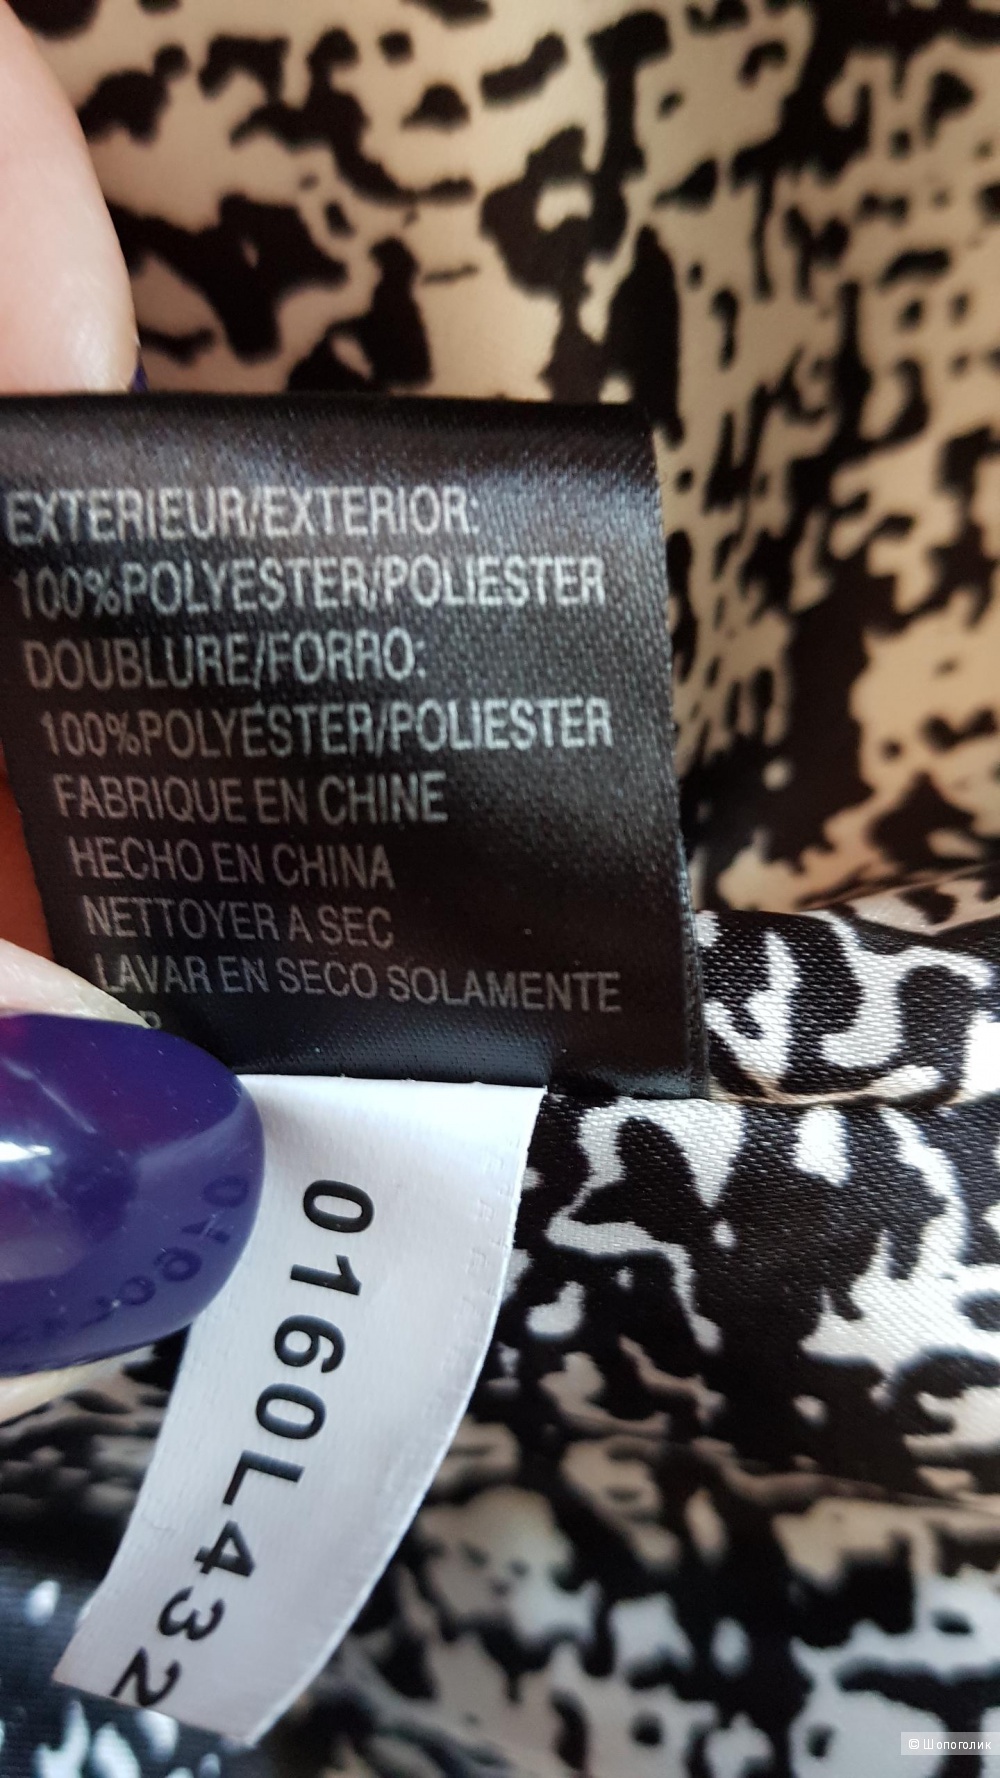 EXTERIEUR/EXTERIOR:
100%POLYESTER/POLIESTER
DOUBLURE/FORRO:
100%POLYESTER/POLIESTER
FABRIQUE EN CHINE
HECHO EN CHINA
NETTOYER A SEC
LAVAR EN SECO SOLAMENTE
0160L432
© Шопоголик